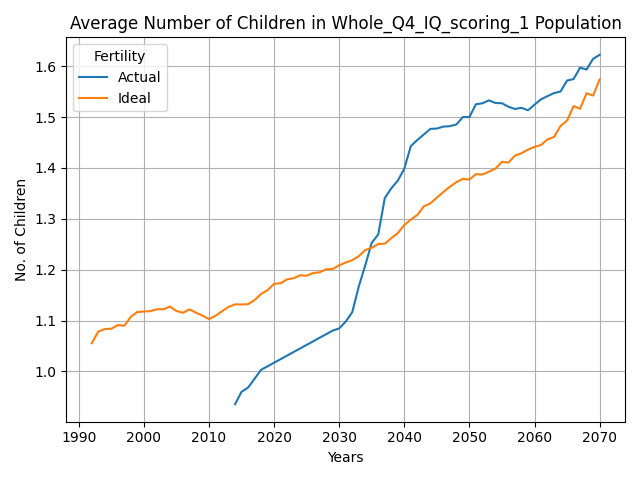 Average Number of Children in Whole_Q4_IQ_scoring_1 Population
Fertility
Actual
Ideal
No. of Children
1.6
1.5
1.4
1.3
1.2
1.1
1.0
1990 2000 2010 2020 2030 2040 2050 2060 2070
Years